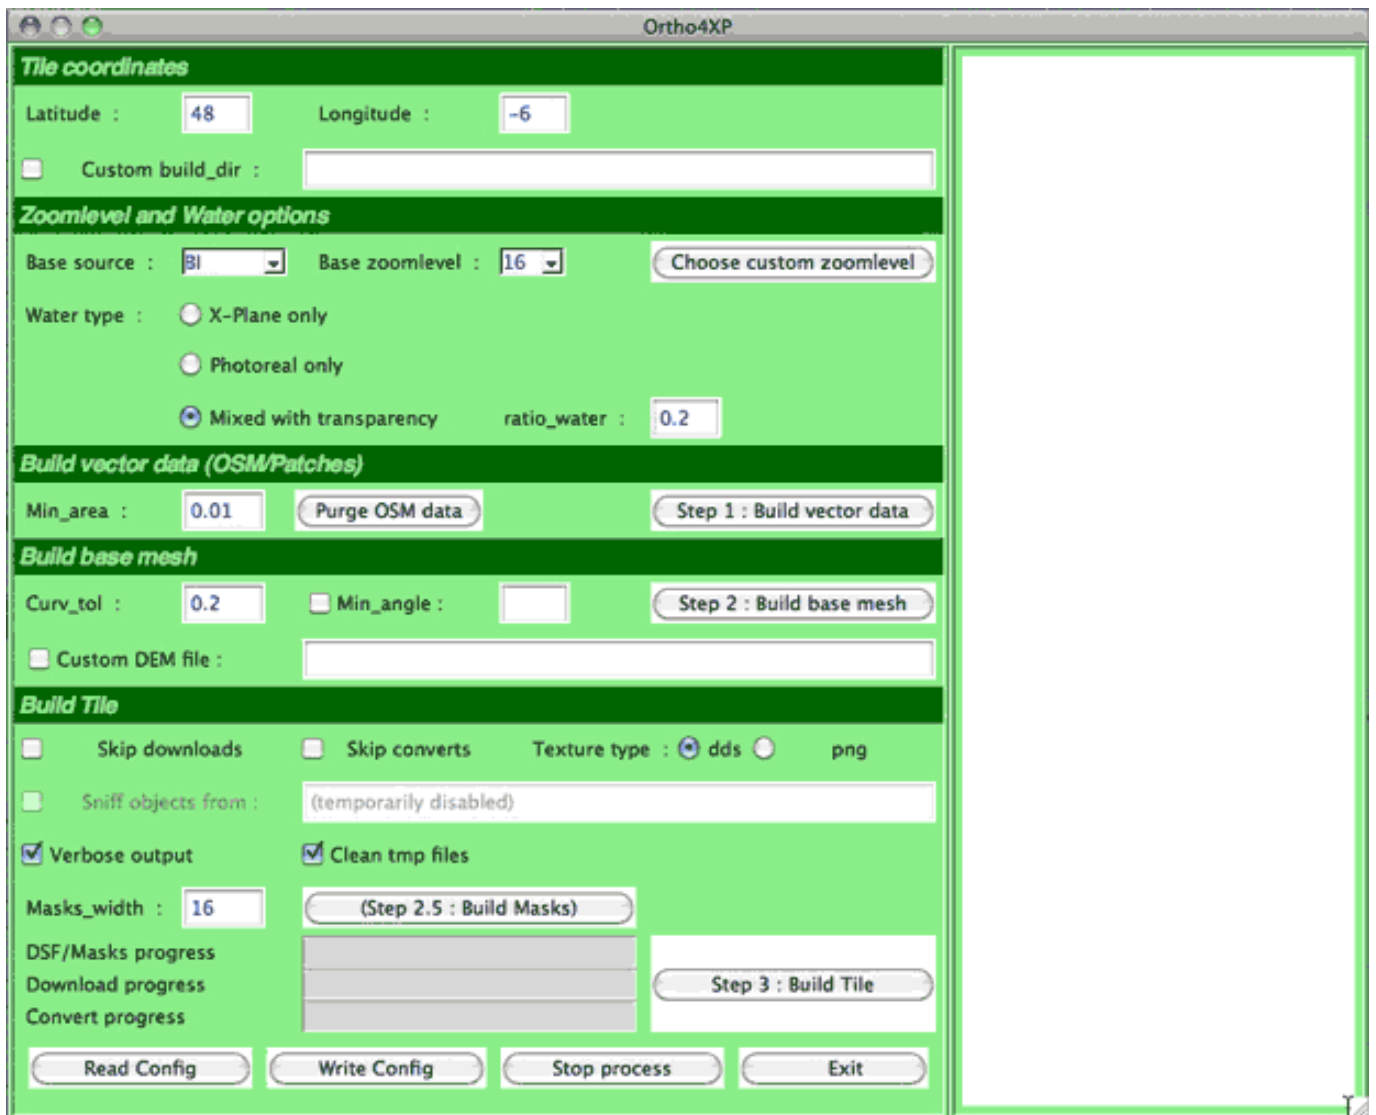 Ortho4XP
Tile coordinates
Latitude : 48 Longitude : -6
Custom build_dir :
Zoomlevel and Water options
Base source : BI Base zoomlevel : 16 Choose custom zoomlevel
Water type : X-Plane only
Photoreal only
Mixed with transparency ratio_water : 0.2
Build vector data (OSM/Patches)
Min_area : 0.01 Purge OSM data Step 1 : Build vector data
Build base mesh
Curv_tol : 0.2 Min_angle : Step 2 : Build base mesh
Custom DEM file :
Build Tile
Skip downloads Skip converts Texture type : dds png
Sniff objects from : (temporarily disabled)
Verbose output Clean tmp files
Masks_width : 16 (Step 2.5 : Build Masks)
DSF/Masks progress
Download progress Step 3 : Build Tile
Convert progress
Read Config Write Config Stop process Exit